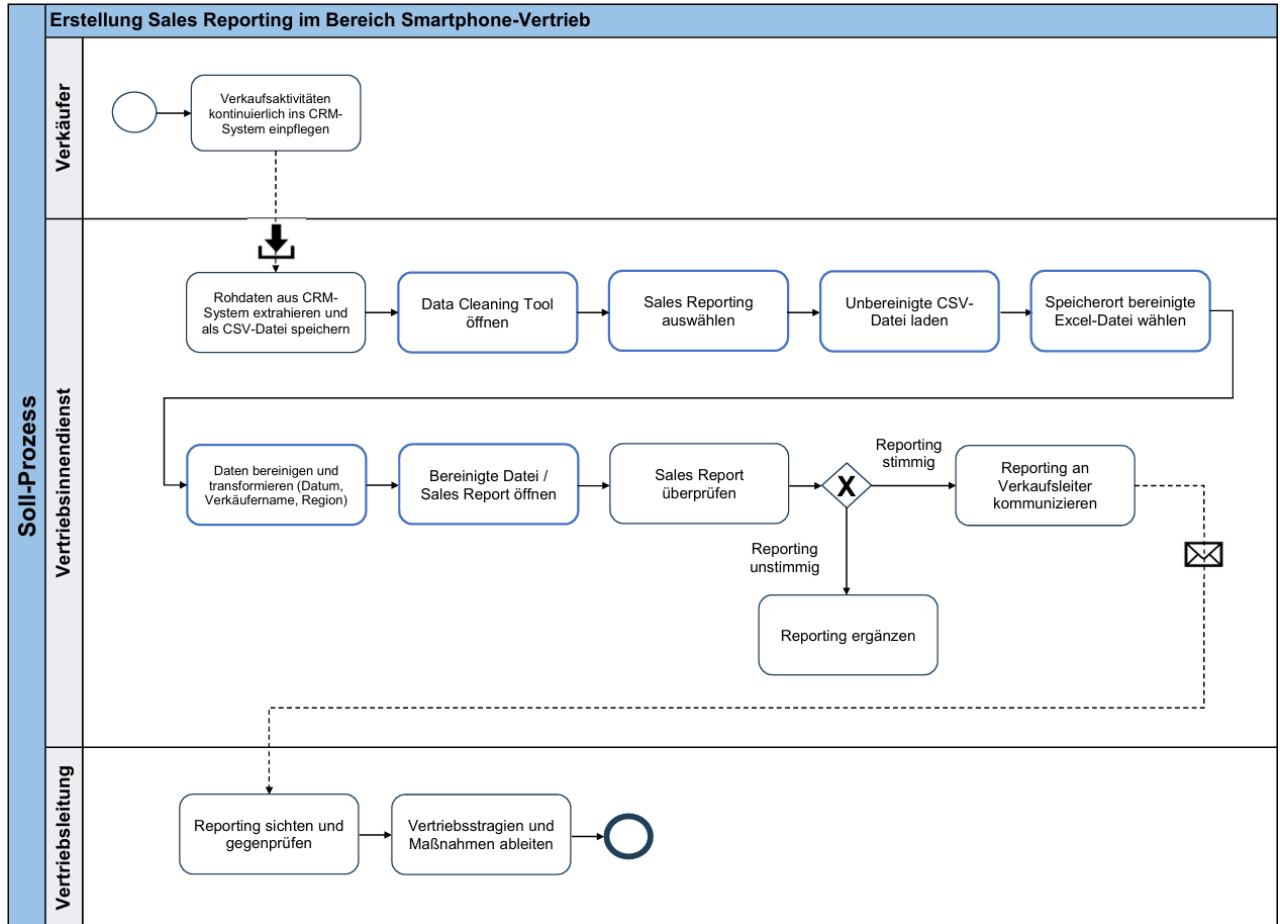 Erstellung Sales Reporting im Bereich Smartphone-Vertrieb
Soll-Prozess
Verkäufer
Verkaufsaktivitäten
kontinuierlich ins CRM-
System einpflegen
Vertriebsinnendienst
Rohdaten aus CRM-
System extrahieren und
als CSV-Datei speichern
Data Cleaning Tool
öffnen
Sales Reporting
auswählen
Unbereinigte CSV-
Datei laden
Speicherort bereinigte
Excel-Datei wählen
Daten bereinigen und
transformieren (Datum,
Verkäufername, Region)
Bereinigte Datei /
Sales Report öffnen
Sales Report
überprüfen
X
Reporting
stimmig
Reporting an
Verkaufsleiter
kommunizieren
Reporting
unstimmig
Reporting ergänzen
Vertriebsleitung
Reporting sichten und
gegenprüfen
Vertriebsstragien und
Maßnahmen ableiten